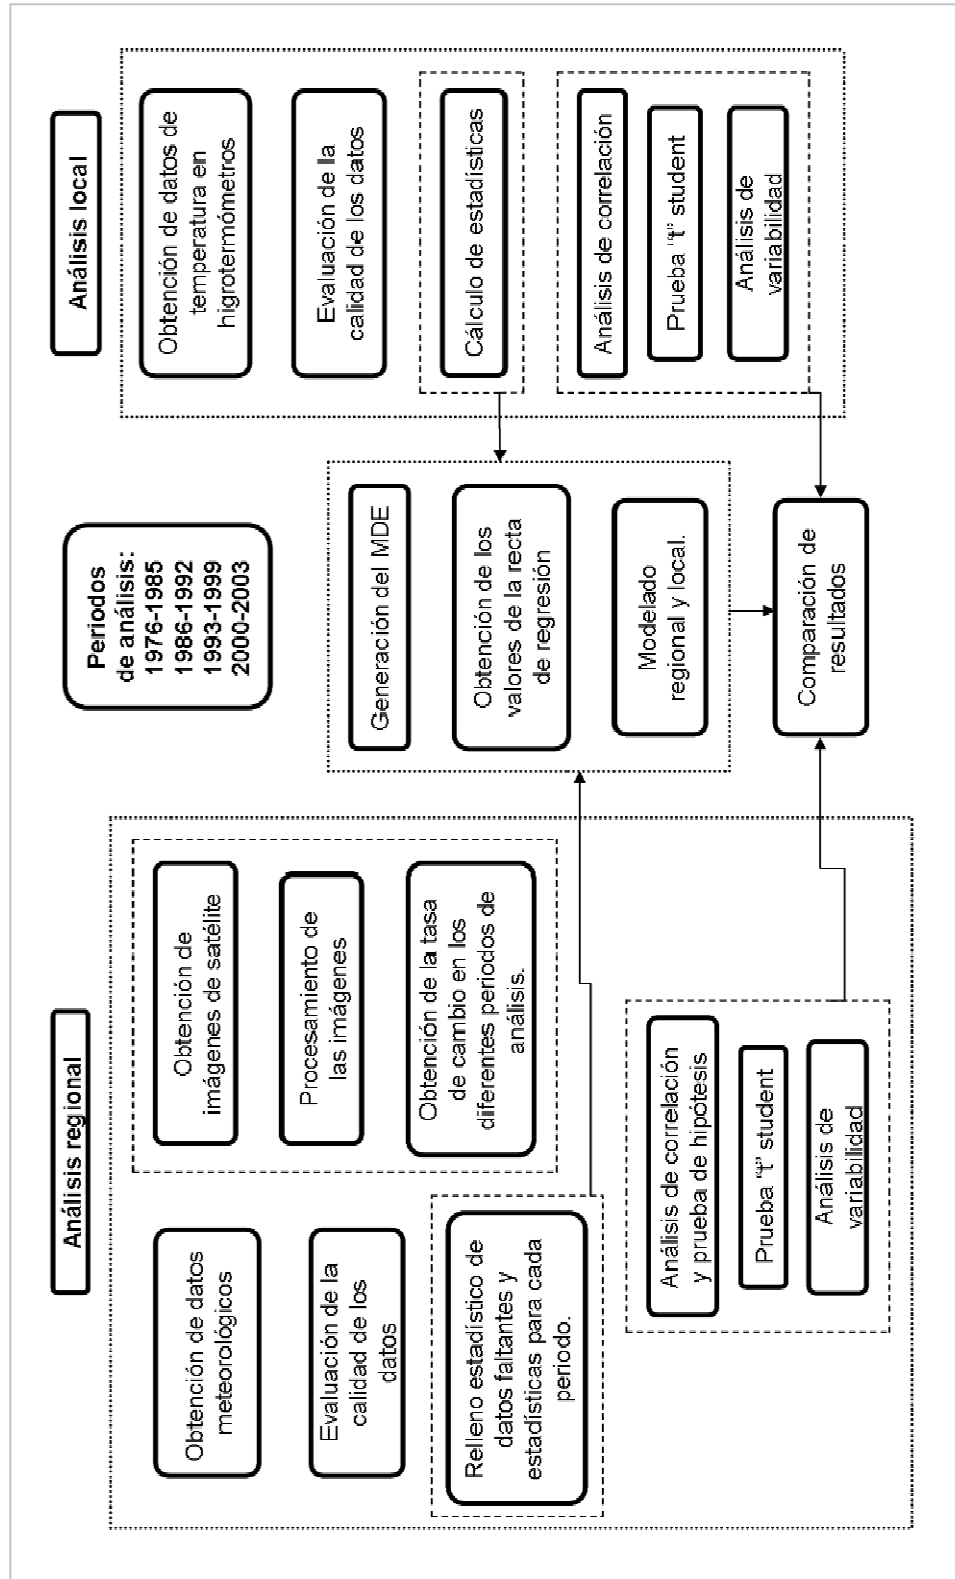 Análisis regional
Obtención de datos
meteorológicos
Evaluación de la
calidad de los
datos
Relleno estadístico de
datos faltantes y
estadísticas para cada
periodo.
Obtención de
imágenes de satélite
Procesamiento de
las imágenes
Obtención de la tasa
de cambio en los
diferentes periodos de
análisis.
Análisis de correlación
y prueba de hipótesis
Prueba "t" student
Análisis de
variabilidad
Periodos
de análisis:
1976-1985
1986-1992
1993-1999
2000-2003
Generación del MDE
Obtención de los
valores de la recta
de regresión
Modelado
regional y local.
Comparación de
resultados
Análisis local
Obtención de datos de
temperatura en
higrotermómetros
Evaluación de la
calidad de los datos
Cálculo de estadísticas
Análisis de correlación
Prueba "t" student
Análisis de
variabilidad